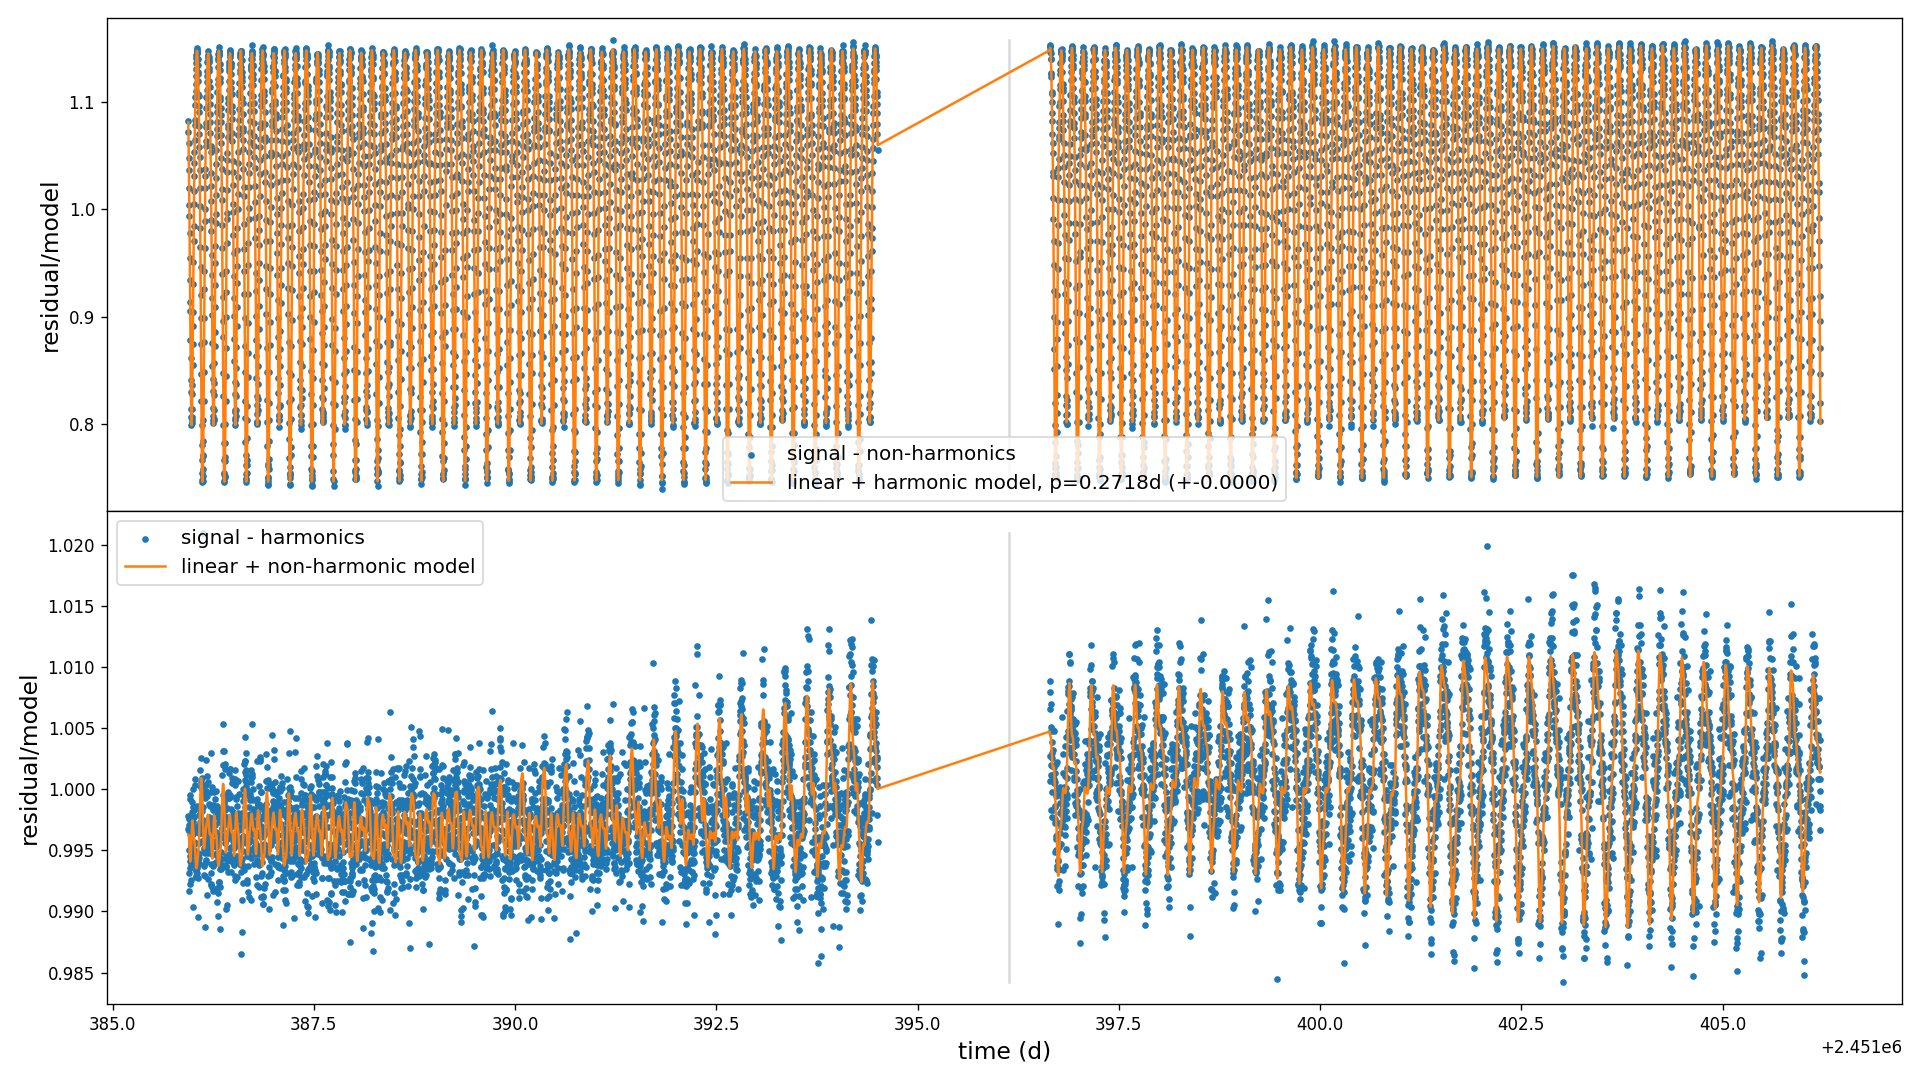 residual/model
1.1
1.0
0.9
0.8
signal - non-harmonics
linear + harmonic model, p=0.2718d (+-0.0000)
residual/model
1.020
1.015
1.010
1.005
1.000
0.995
0.990
0.985
signal - harmonics
linear + non-harmonic model
385.0 387.5 390.0 392.5 395.0 397.5 400.0 402.5 405.0
+2.451e6
time (d)